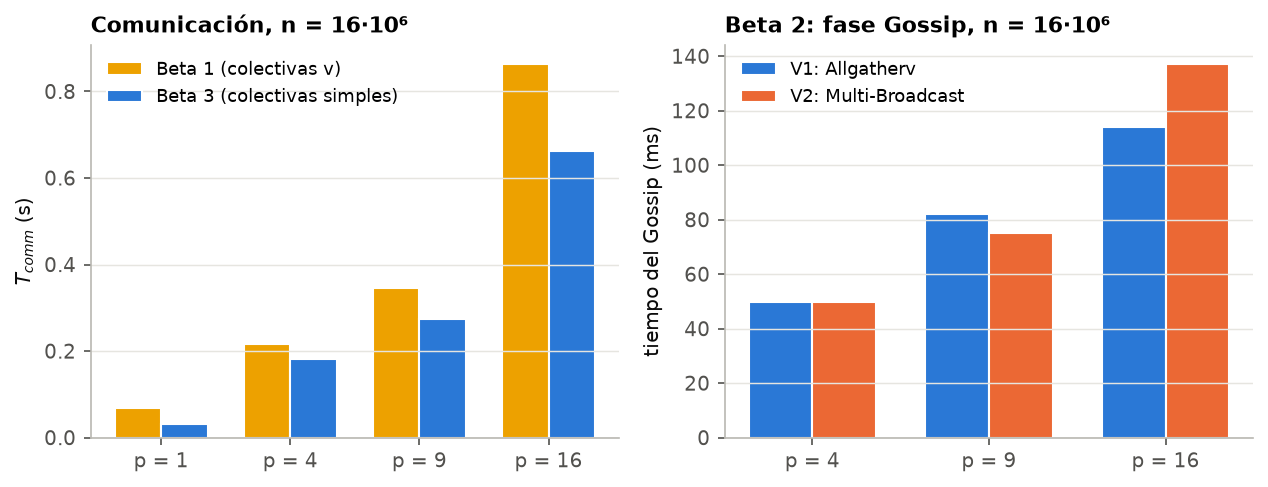 Comunicación, n = 16·10⁶
Beta 1 (colectivas v)
Beta 3 (colectivas simples)
T_comm (s)
0.8
0.6
0.4
0.2
0.0
p = 1
p = 4
p = 9
p = 16
Beta 2: fase Gossip, n = 16·10⁶
V1: Allgatherv
V2: Multi-Broadcast
tiempo del Gossip (ms)
140
120
100
80
60
40
20
0
p = 4
p = 9
p = 16